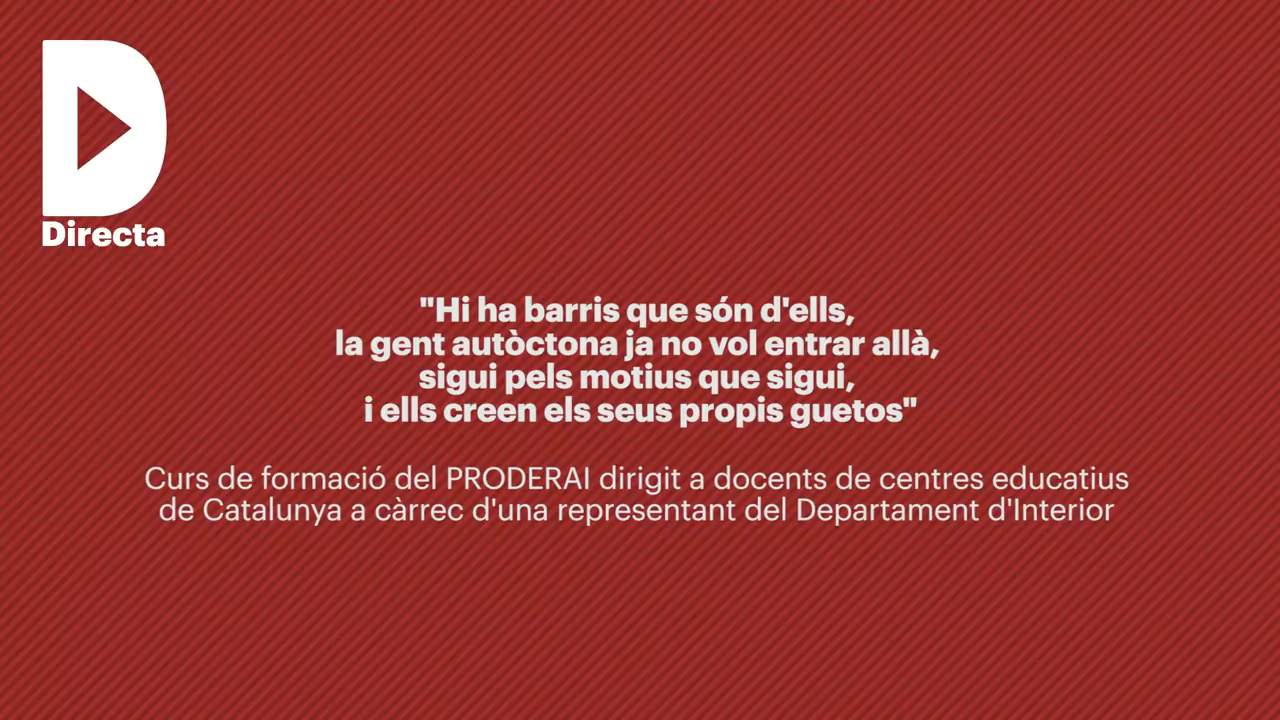 Directa
"Hi ha barris que són d'ells,
la gent autòctona ja no vol entrar allà,
sigui pels motius que sigui,
i ells creen els seus propis guetos"
Curs de formació del PRODERAI dirigit a docents de centres educatius
de Catalunya a càrrec d'una representant del Departament d'Interior